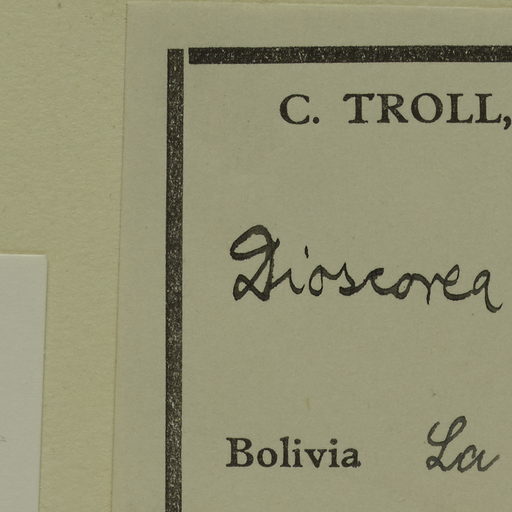 C. TROLL,
Dioscorea
Bolivia La